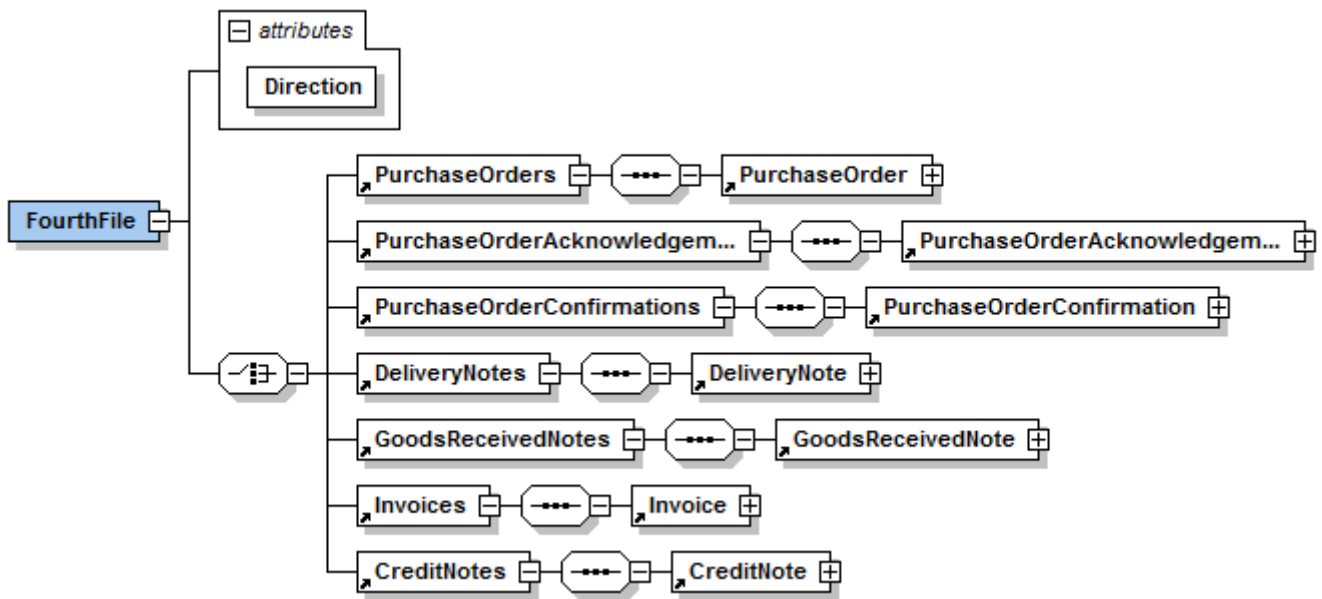 attributes
Direction
FourthFile
PurchaseOrders PurchaseOrder
PurchaseOrderAcknowledgem... PurchaseOrderAcknowledgem...
PurchaseOrderConfirmations PurchaseOrderConfirmation
DeliveryNotes DeliveryNote
GoodsReceivedNotes GoodsReceivedNote
Invoices Invoice
CreditNotes CreditNote